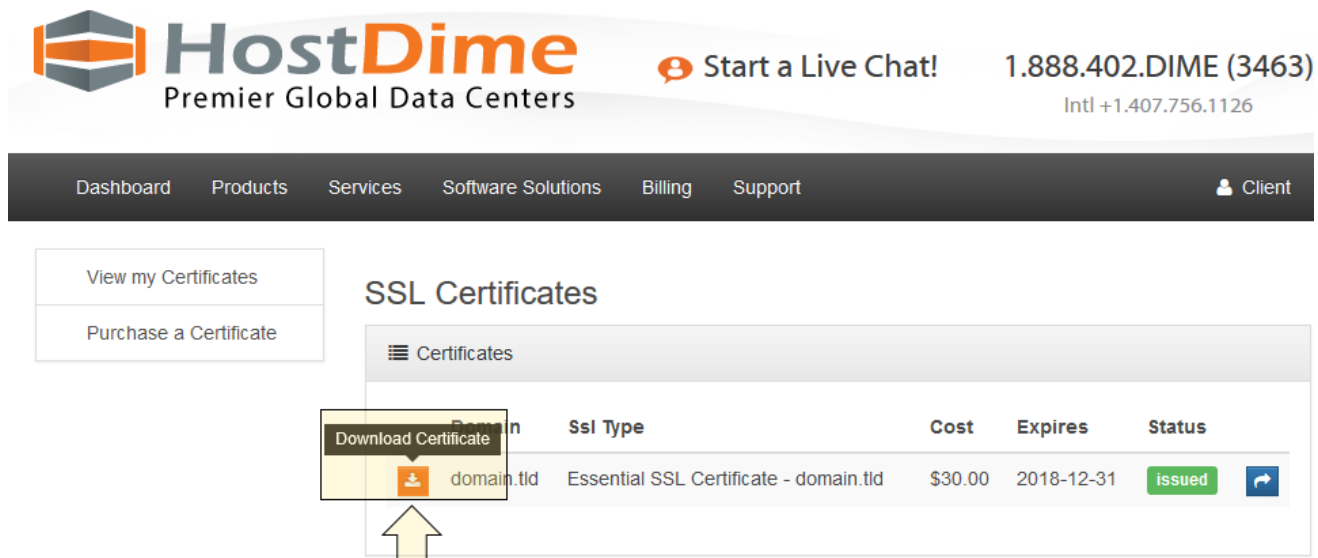 HostDime
Premier Global Data Centers
Start a Live Chat!
1.888.402.DIME (3463)
Intl +1.407.756.1126
Dashboard Products Services Software Solutions Billing Support Client
View my Certificates
Purchase a Certificate
SSL Certificates
Certificates
Domain Ssl Type Cost Expires Status
Download Certificate
domain.tld Essential SSL Certificate - domain.tld $30.00 2018-12-31 issued